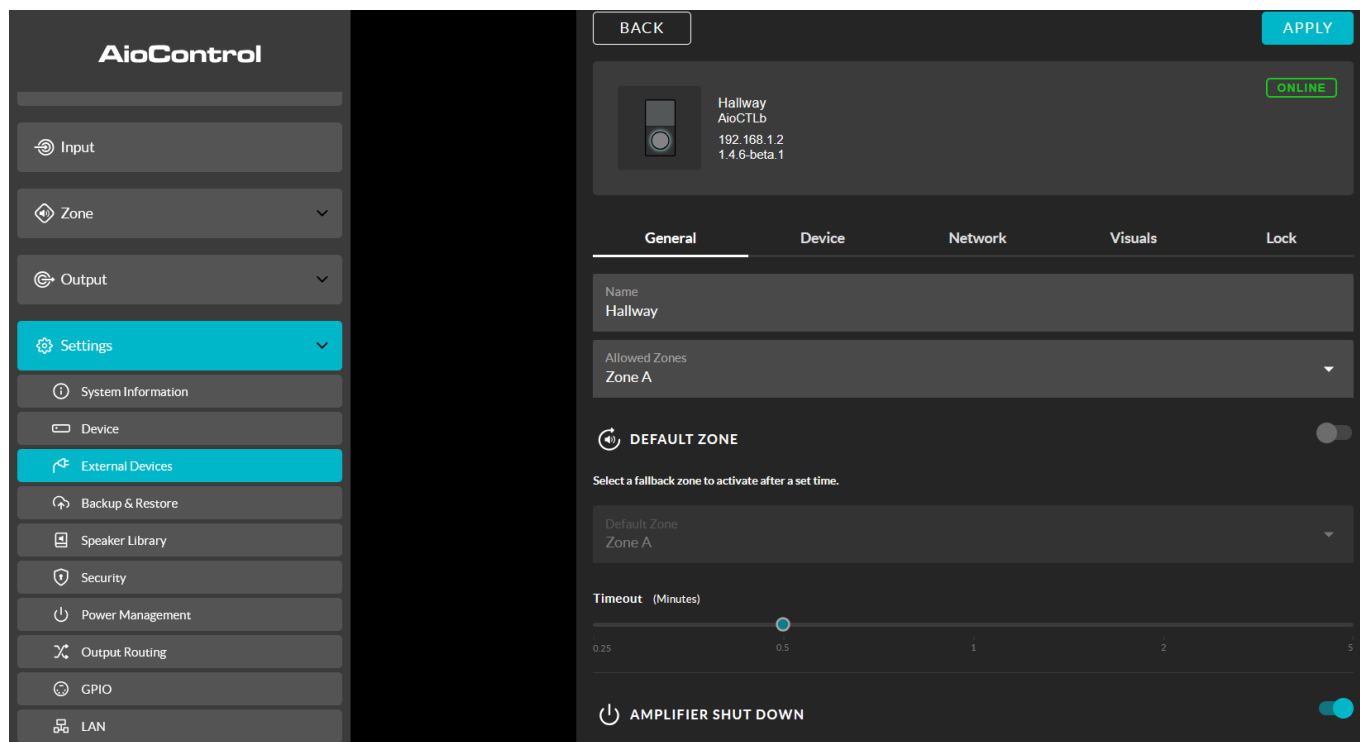 AioControl
Input
Zone
Output
Settings
System Information
Device
External Devices
Backup & Restore
Speaker Library
Security
Power Management
Output Routing
GPIO
LAN
BACK
APPLY
Hallway
AioCTLb
192.168.1.2
1.4.6-beta.1
ONLINE
General Device Network Visuals Lock
Name
Hallway
Allowed Zones
Zone A
DEFAULT ZONE
Select a fallback zone to activate after a set time.
Default Zone
Zone A
Timeout (Minutes)
0.25 0.5 1 2 5
AMPLIFIER SHUT DOWN